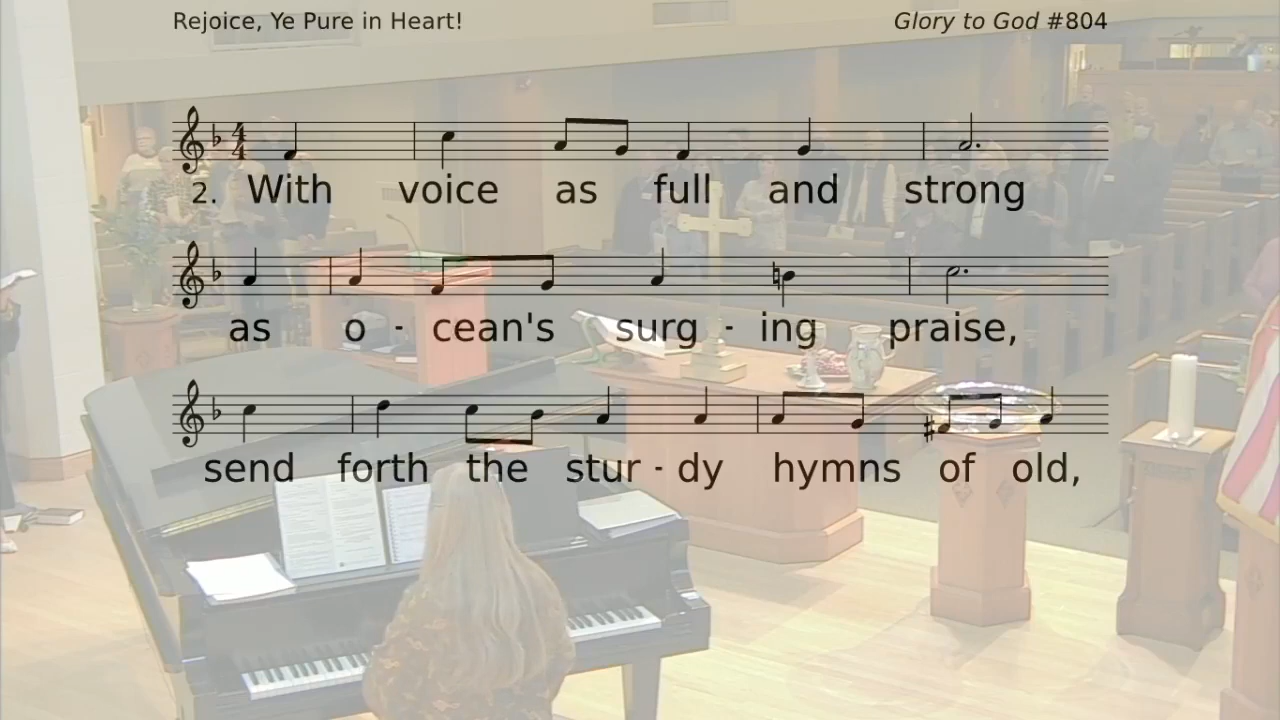 Rejoice, Ye Pure in Heart!
Glory to God #804
2. With voice as full and strong
as o - cean's surg - ing praise,
send forth the stur - dy hymns of old,